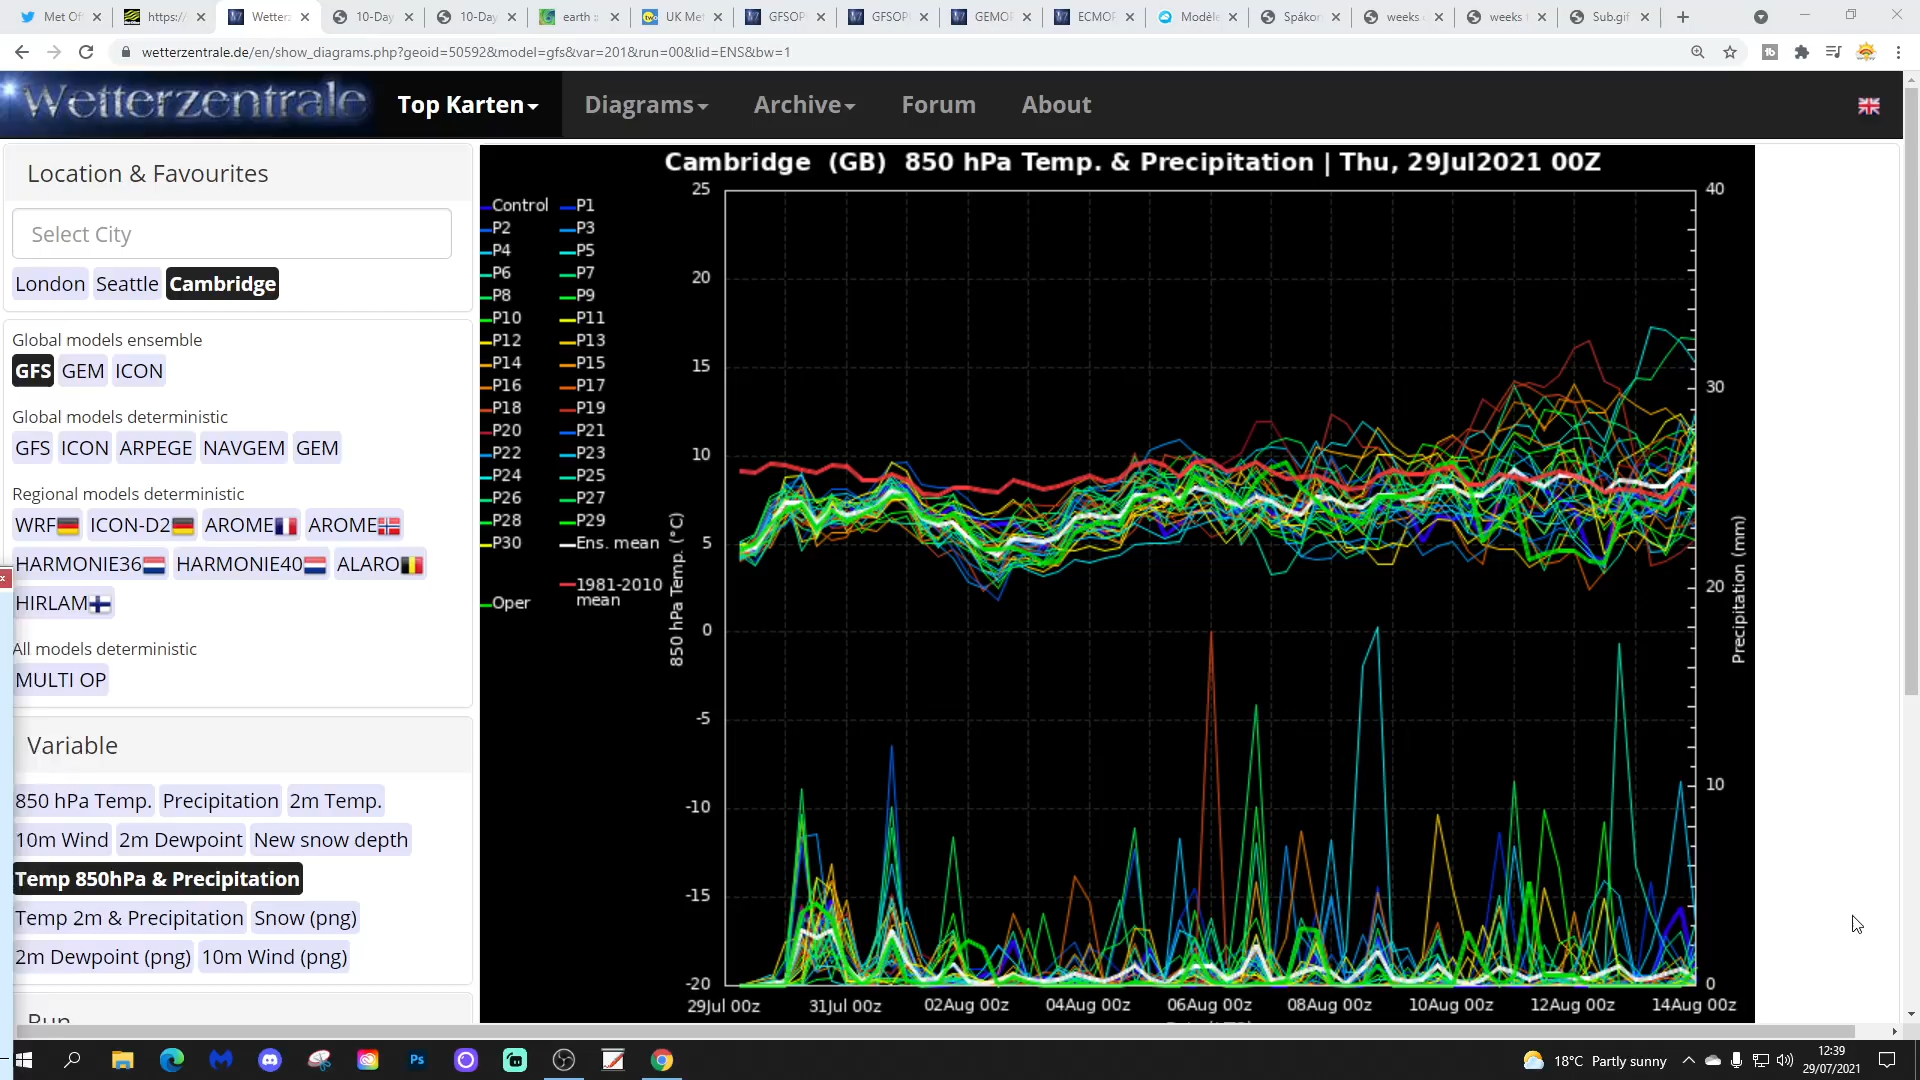 Met Of
https:/
Wetter:
10-Day
10-Day
earth :
UK Met
GFSOP
GFSOP
GEMOP
ECMOF
Modèle
Spákor
weeks
weeks
Sub.gif
wetterzentrale.de/en/show_diagrams.php?geoid=50592&model=gfs&var=201&run=00&lid=ENS&bw=1
Wetterzentrale
Top Karten
Diagrams
Archive
Forum
About
Location & Favourites
Select City
London Seattle Cambridge
Global models ensemble
GFS GEM ICON
Global models deterministic
GFS ICON ARPEGE NAVGEM GEM
Regional models deterministic
WRF ICON-D2 AROME AROME
HARMONIE36 HARMONIE40 ALARO
HIRLAM
All models deterministic
MULTI OP
Variable
850 hPa Temp. Precipitation 2m Temp.
10m Wind 2m Dewpoint New snow depth
Temp 850hPa & Precipitation
Temp 2m & Precipitation Snow (png)
2m Dewpoint (png) 10m Wind (png)
Run
Cambridge (GB) 850 hPa Temp. & Precipitation | Thu, 29Jul2021 00Z
Control P1
P2 P3
P4 P5
P6 P7
P8 P9
P10 P11
P12 P13
P14 P15
P16 P17
P18 P19
P20 P21
P22 P23
P24 P25
P26 P27
P28 P29
P30 Ens. mean
1981-2010
mean
Oper
850 hPa Temp. (°C)
25
20
15
10
5
0
-5
-10
-15
-20
40
30
20
10
0
Precipitation (mm)
29Jul 00z 31Jul 00z 02Aug 00z 04Aug 00z 06Aug 00z 08Aug 00z 10Aug 00z 12Aug 00z 14Aug 00z
Ps
18°C Partly sunny
12:39
29/07/2021